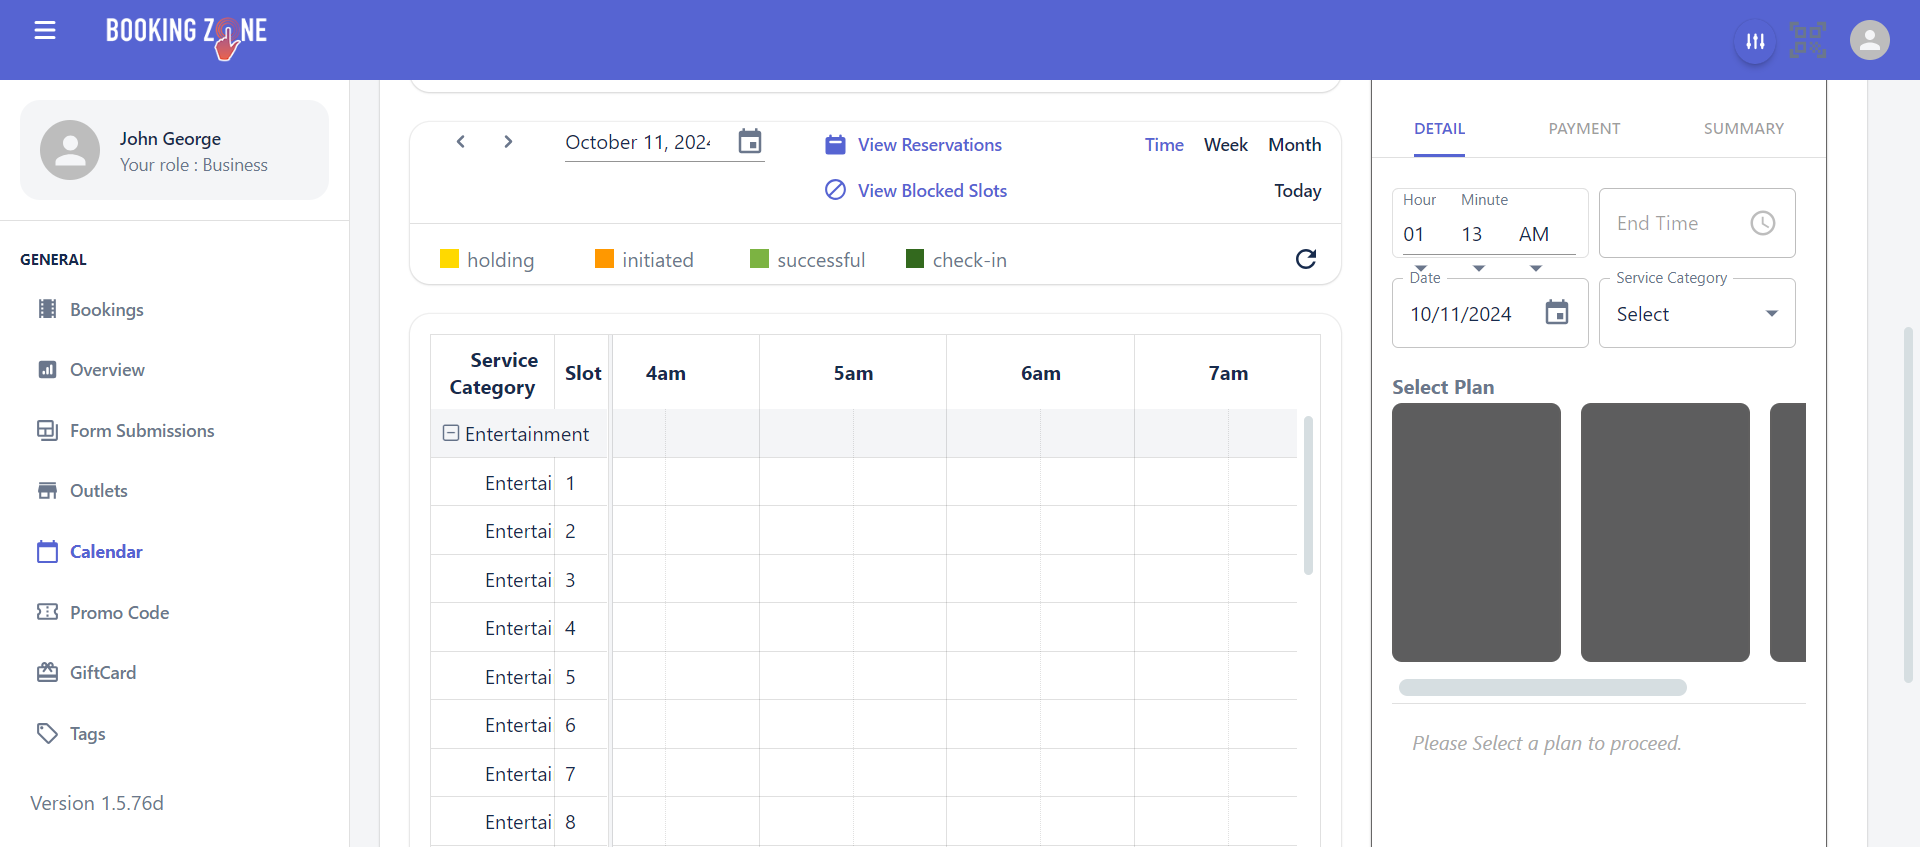 BOOKING ZONE
John George
Your role : Business
GENERAL
Bookings
Overview
Form Submissions
Outlets
Calendar
Promo Code
GiftCard
Tags
Version 1.5.76d
October 11, 202
View Reservations
Time Week Month
View Blocked Slots
Today
holding initiated successful check-in
Service Category Slot 4am 5am 6am 7am
Entertainment
Entertai 1
Entertai 2
Entertai 3
Entertai 4
Entertai 5
Entertai 6
Entertai 7
Entertai 8
DETAIL PAYMENT SUMMARY
Hour Minute
01 13 AM
End Time
Date
10/11/2024
Service Category
Select
Select Plan
Please Select a plan to proceed.